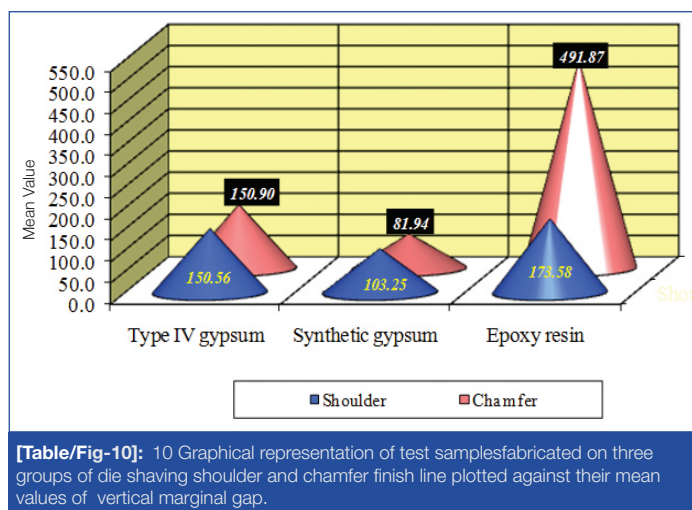 550.0
500.0
450.0
400.0
350.0
300.0
250.0
200.0
150.0
100.0
50.0
0.0
Mean Value
491.87
150.90
81.94
150.56
103.25
173.58
Shou
Type IV gypsum Synthetic gypsum Epoxy resin
Shoulder Chamfer
[Table/Fig-10]: 10 Graphical representation of test samplesfabricated on three
groups of die shaving shoulder and chamfer finish line plotted against their mean
values of vertical marginal gap.